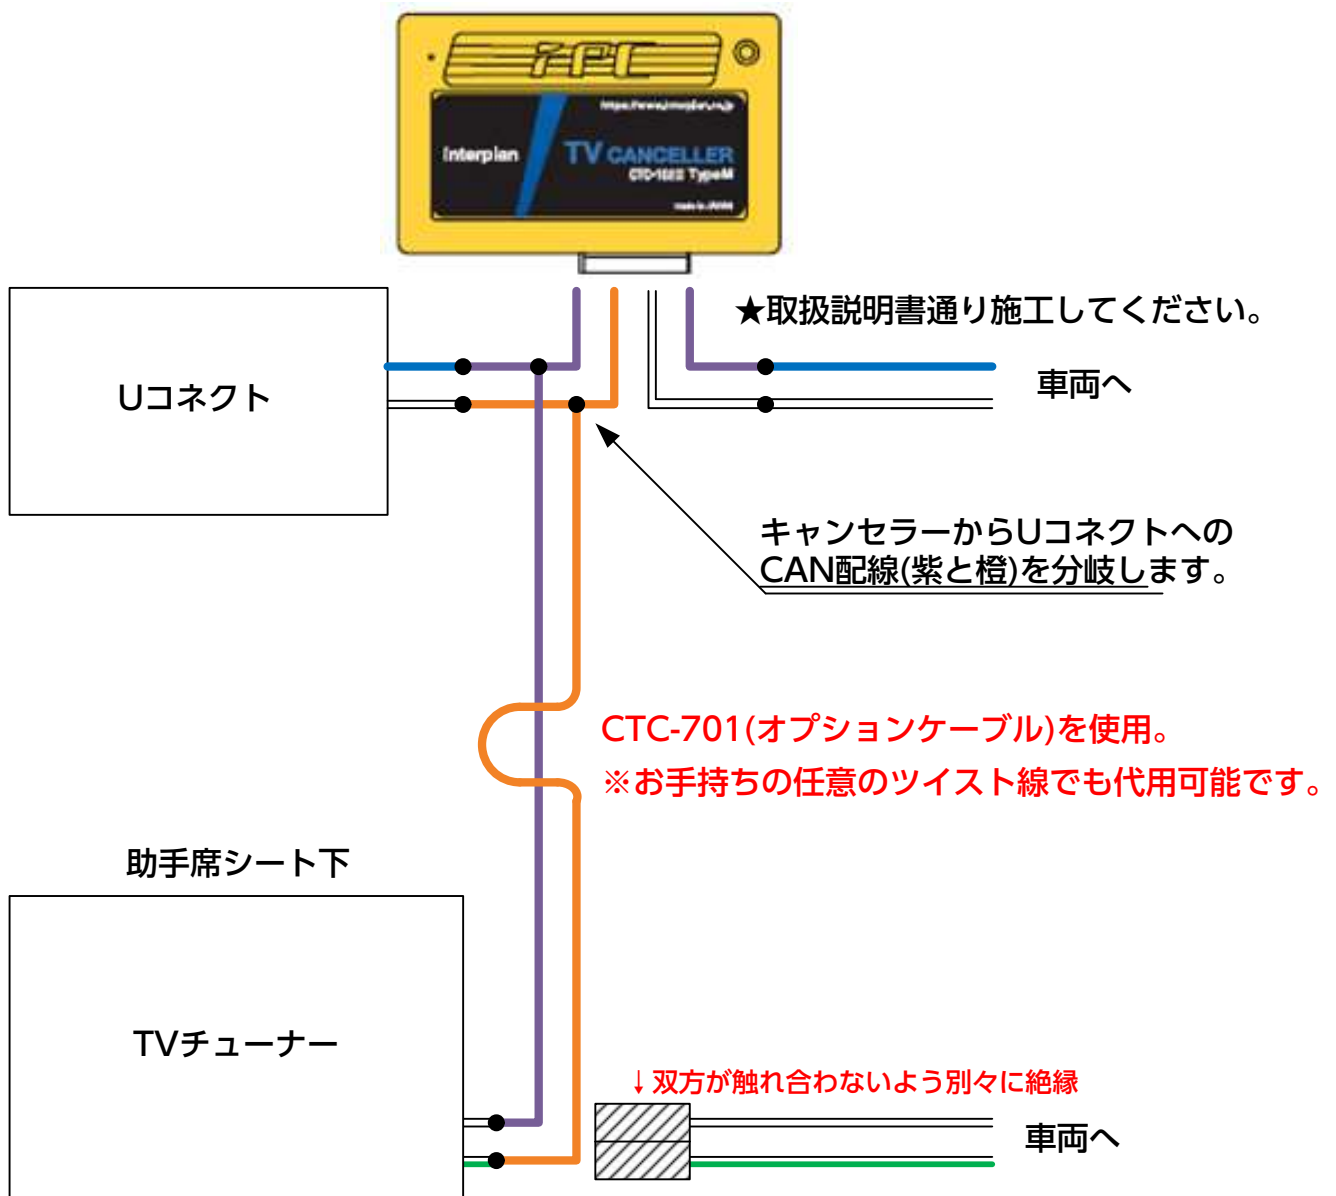 Interplan
TV CANCELLER
made in JAPAN
★取扱説明書通り施工してください。
Uコネクト
車両へ
キャンセラーからUコネクトへの
CAN配線(紫と橙)を分岐します。
CTC-701(オプションケーブル)を使用。
※お手持ちの任意のツイスト線でも代用可能です。
助手席シート下
TVチューナー
↓双方が触れ合わないよう別々に絶縁
車両へ